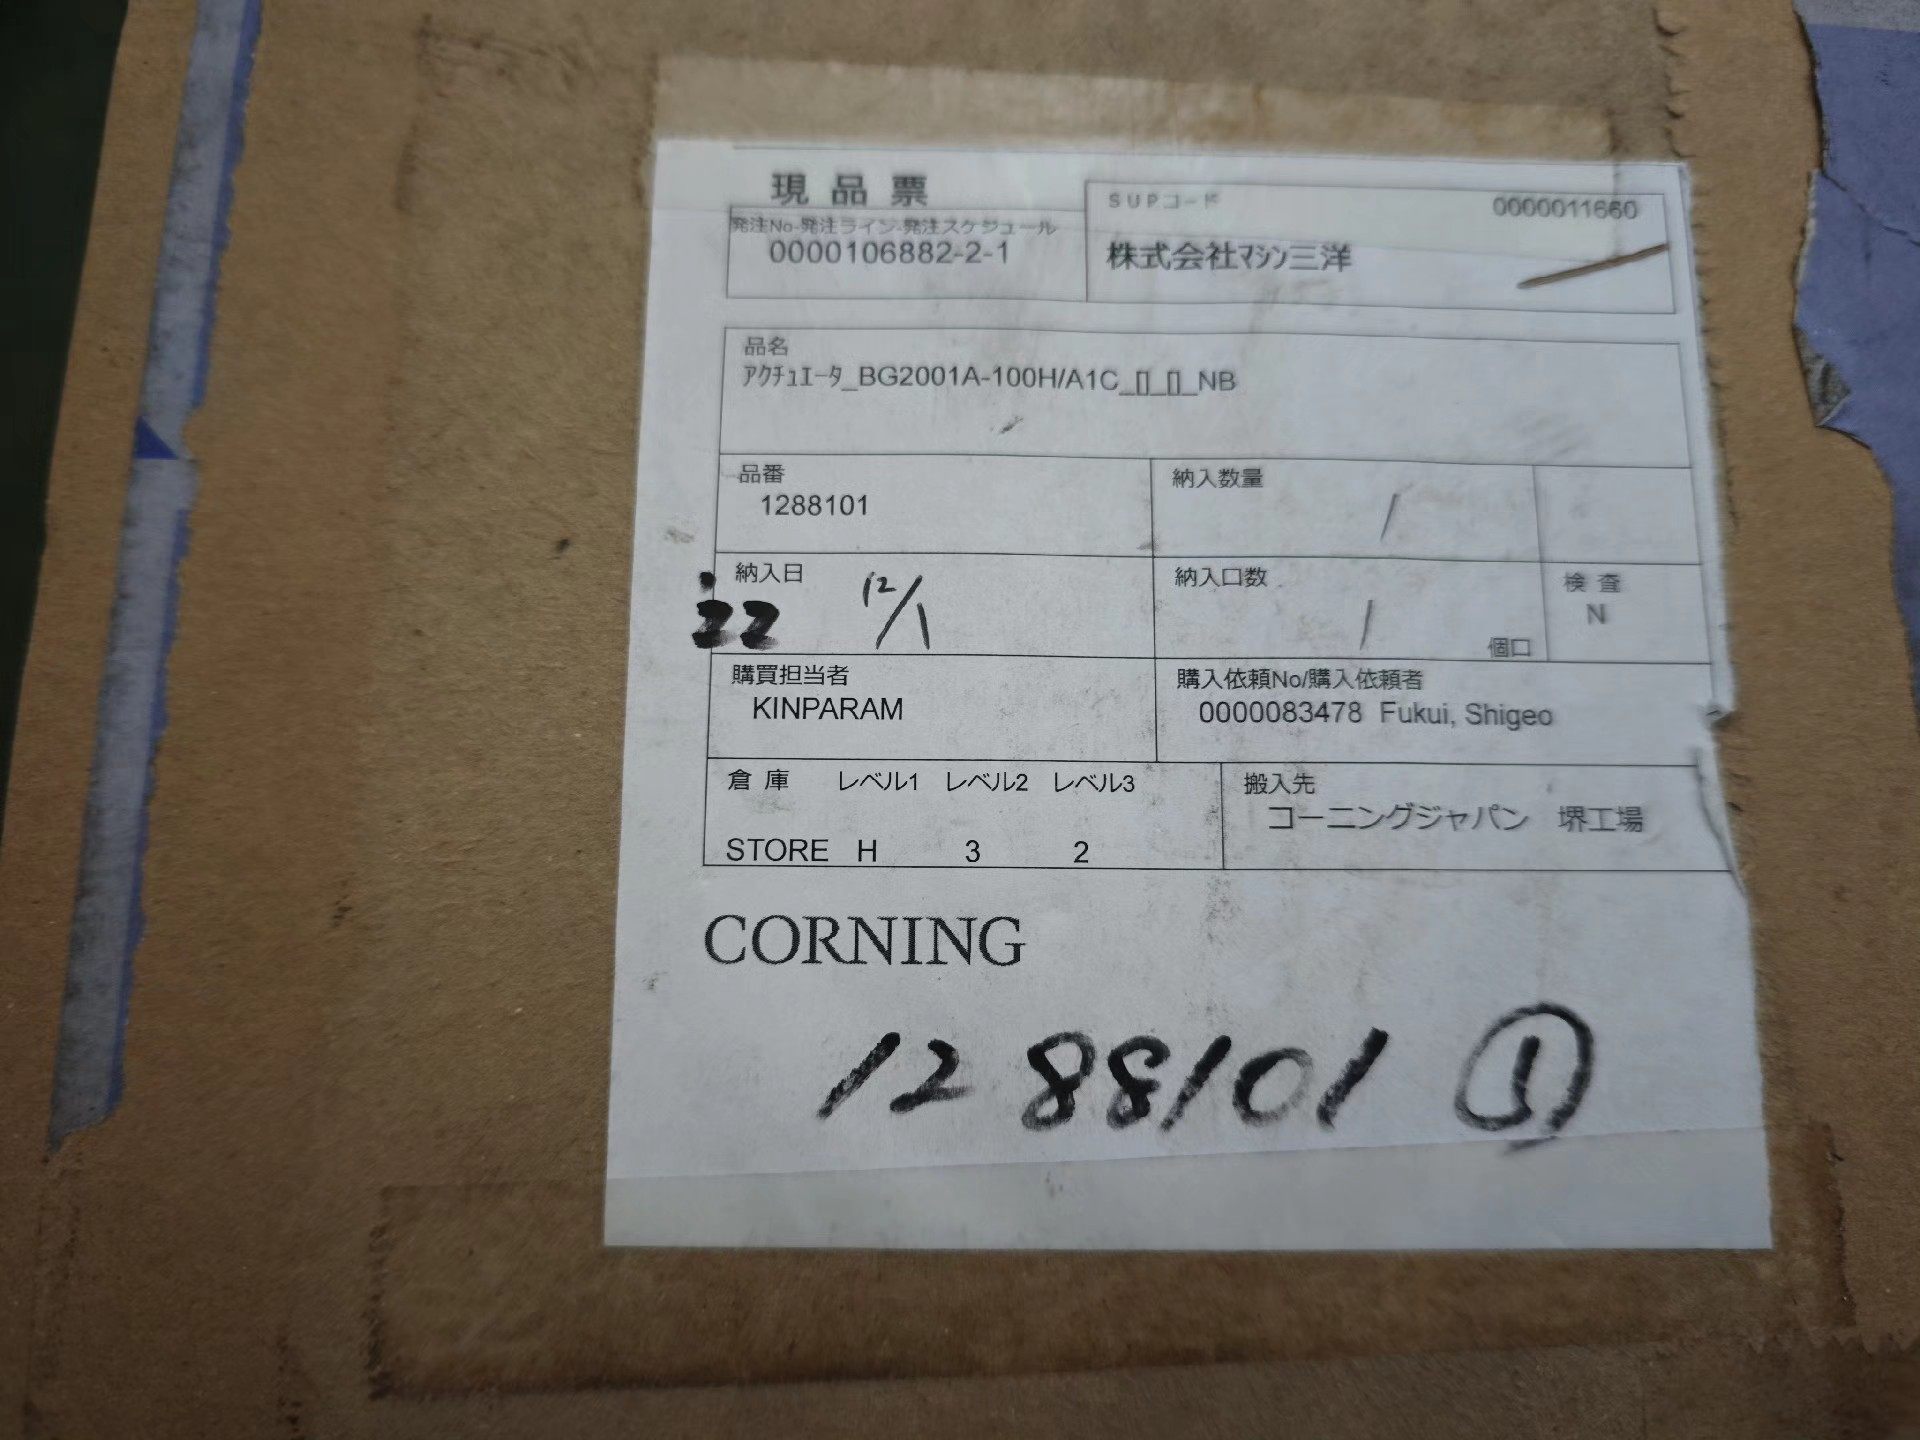 現品票
発注No-発注ライン-発注スケジュール
0000106882-2-1
SUPコード 0000011660
株式会社ﾏｼﾝ三洋
品名
ｱｸﾁｭｴｰﾀ_BG2001A-100H/A1C_[]_[]_NB
品番
1288101
納入数量
1
納入日
'22 12/1
納入口数
1
個口
検査
N
購買担当者
KINPARAM
購入依頼No/購入依頼者
0000083478 Fukui, Shigeo
倉庫 レベル1 レベル2 レベル3
STORE H 3 2
搬入先
コーニングジャパン 堺工場
CORNING
1288101 ①